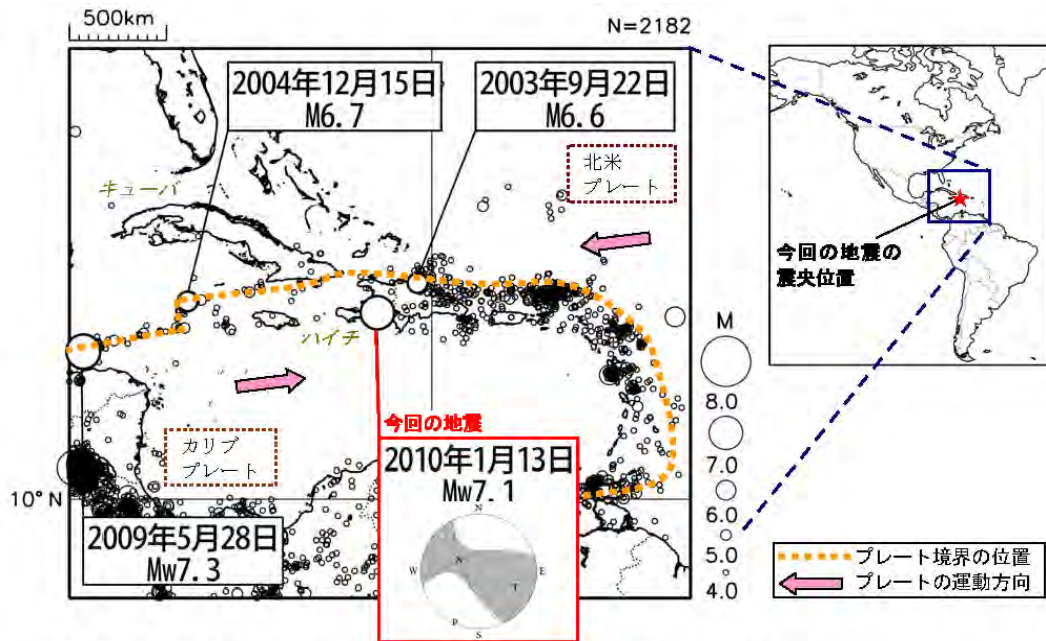 500km
N=2182
2004年12月15日
M6.7
2003年9月22日
M6.6
北米
プレート
キューバ
ハイチ
今回の地震の
震央位置
M
8.0
7.0
6.0
5.0
4.0
カリブ
プレート
今回の地震
2010年1月13日
Mw7.1
N
W
N
E
T
P
S
10°N
2009年5月28日
Mw7.3
プレート境界の位置
プレートの運動方向